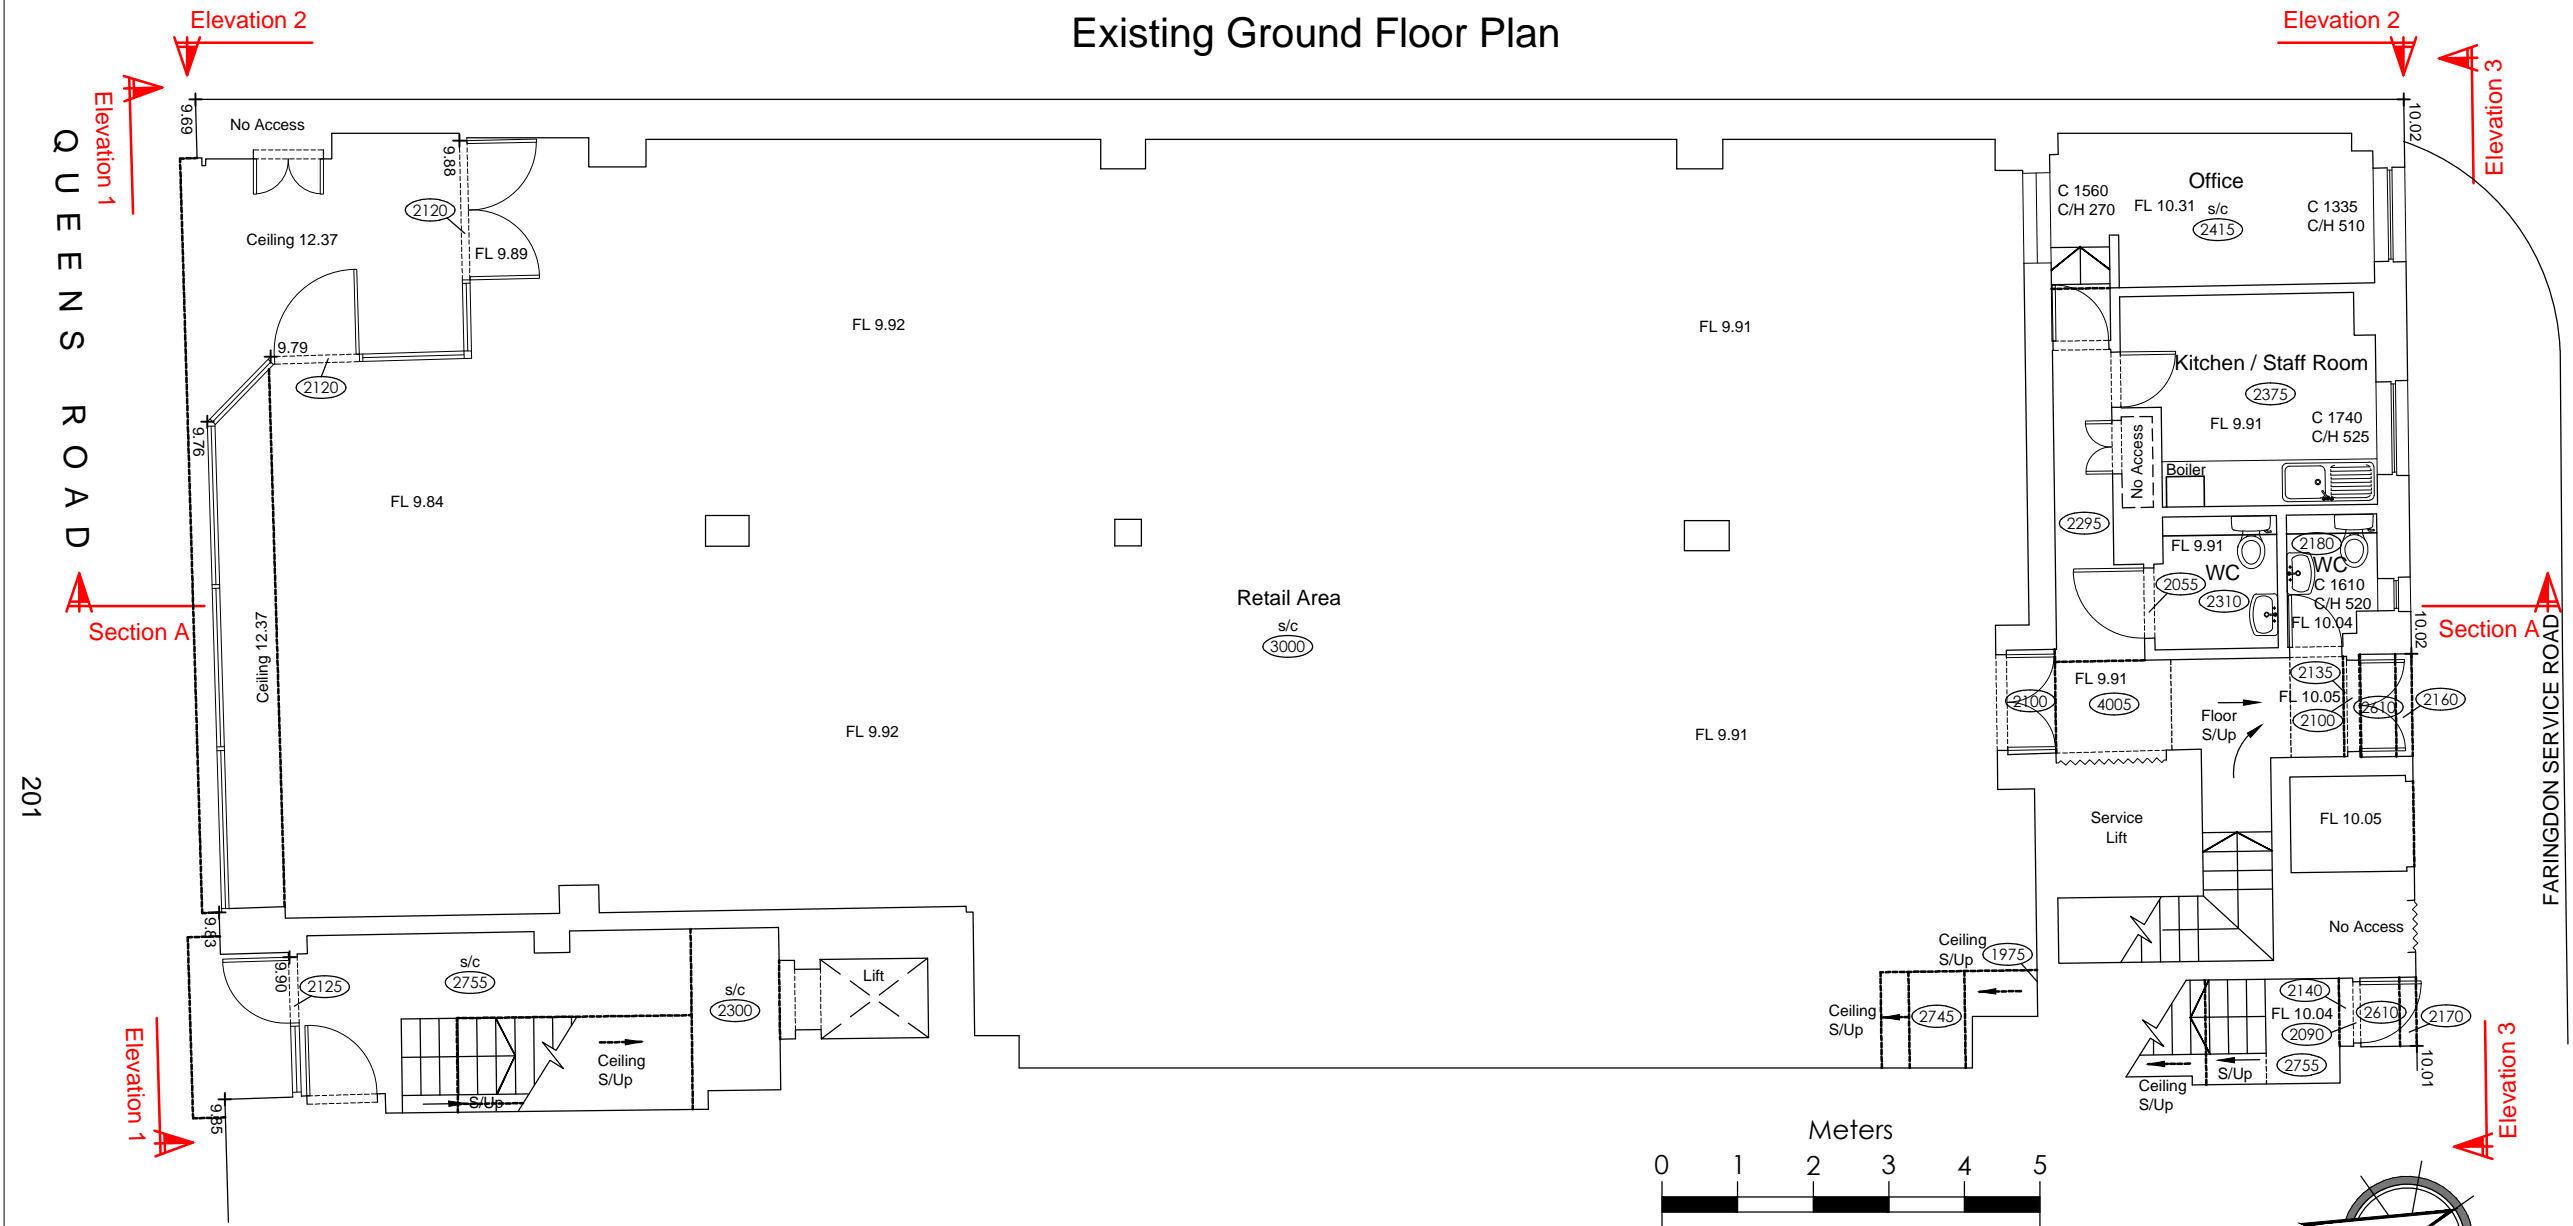 Existing Ground Floor Plan
Elevation 2
Elevation 2
Elevation 1
Elevation 3
QUEENS ROAD
9.69
No Access
9.88
2120
Ceiling 12.37
FL 9.89
9.79
2120
9.76
FL 9.84
FL 9.92
FL 9.91
Ceiling 12.37
Section A
Retail Area
s/c
3000
FL 9.92
FL 9.91
201
10.02
Office
C 1560
C/H 270
FL 10.31
s/c
2415
C 1335
C/H 510
Kitchen / Staff Room
2375
FL 9.91
C 1740
C/H 525
No Access
Boiler
2295
FL 9.91
WC
2055
2310
2180
WC
C 1610
C/H 520
FL 10.04
10.02
Section A
FARINGDON SERVICE ROAD
2100
FL 9.91
4005
Floor
S/Up
2135
FL 10.05
2100
2610
2160
Service
Lift
FL 10.05
No Access
9.83
9.90
2125
s/c
2755
s/c
2300
Lift
Ceiling
S/Up
S/Up
9.85
Elevation 1
Ceiling
S/Up
1975
Ceiling
S/Up
2745
2140
FL 10.04
2090
2610
2170
2755
S/Up
Ceiling
S/Up
10.01
Elevation 3
Meters
0 1 2 3 4 5